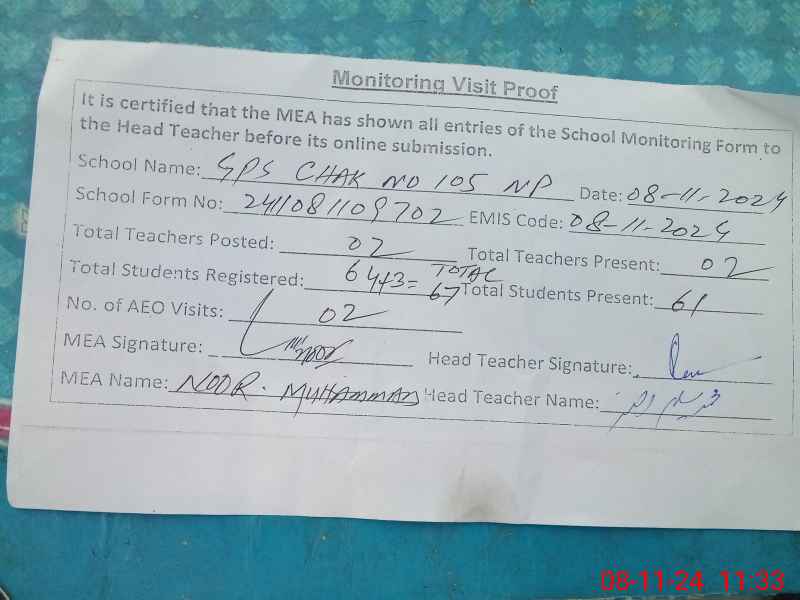 Monitoring Visit Proof
It is certified that the MEA has shown all entries of the School Monitoring Form to
the Head Teacher before its online submission.
School Name: GPS CHAK NO 105 NP Date: 08-11-2024
School Form No: 2411081109702 EMIS Code: 08-11-2024
Total Teachers Posted: 02 Total Teachers Present: 02
Total Students Registered: 64+3= TOTAL 67 Total Students Present: 61
No. of AEO Visits: 02
MEA Signature: Head Teacher Signature:
MEA Name: NOOR. MUHAMMAD Head Teacher Name:
08-11-24 11:33